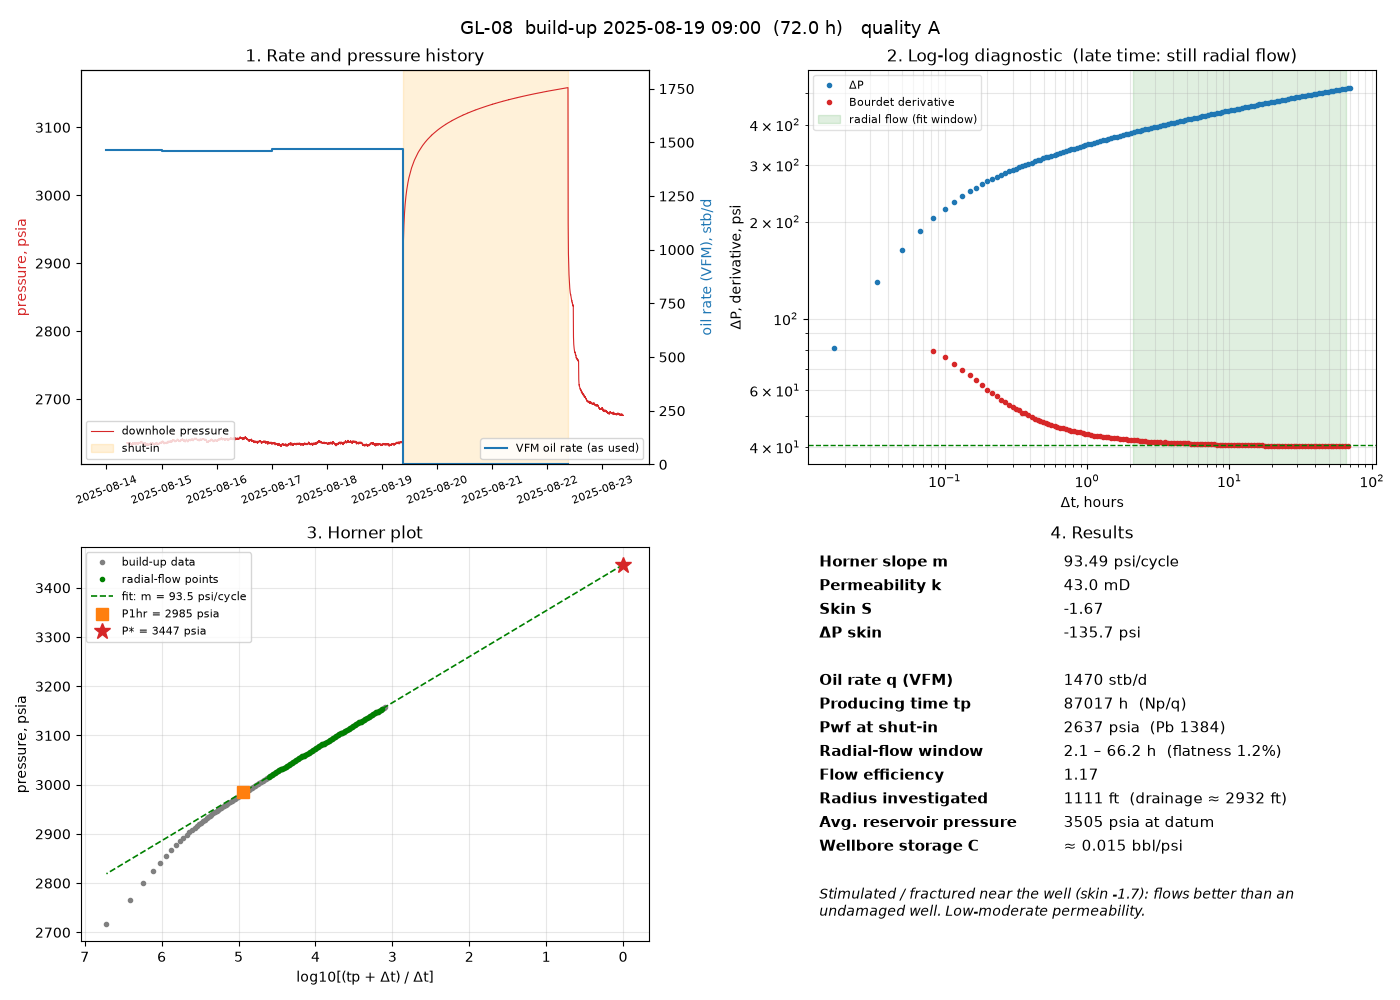 GL-08  build-up 2025-08-19 09:00  (72.0 h)   quality A
1. Rate and pressure history
pressure, psia
3100
3000
2900
2800
2700
1750
1500
1250
1000
750
500
250
0
oil rate (VFM), stb/d
downhole pressure
shut-in
VFM oil rate (as used)
2025-08-14
2025-08-15
2025-08-16
2025-08-17
2025-08-18
2025-08-19
2025-08-20
2025-08-21
2025-08-22
2025-08-23
2. Log-log diagnostic  (late time: still radial flow)
ΔP, derivative, psi
4 × 10²
3 × 10²
2 × 10²
10²
6 × 10¹
4 × 10¹
ΔP
Bourdet derivative
radial flow (fit window)
10⁻¹
10⁰
10¹
10²
Δt, hours
3. Horner plot
pressure, psia
3400
3300
3200
3100
3000
2900
2800
2700
build-up data
radial-flow points
fit: m = 93.5 psi/cycle
P1hr = 2985 psia
P* = 3447 psia
7
6
5
4
3
2
1
0
log10[(tp + Δt) / Δt]
4. Results
Horner slope m 93.49 psi/cycle
Permeability k 43.0 mD
Skin S -1.67
ΔP skin -135.7 psi
Oil rate q (VFM) 1470 stb/d
Producing time tp 87017 h  (Np/q)
Pwf at shut-in 2637 psia  (Pb 1384)
Radial-flow window 2.1 – 66.2 h  (flatness 1.2%)
Flow efficiency 1.17
Radius investigated 1111 ft  (drainage ≈ 2932 ft)
Avg. reservoir pressure 3505 psia at datum
Wellbore storage C ≈ 0.015 bbl/psi
Stimulated / fractured near the well (skin -1.7): flows better than an
undamaged well. Low-moderate permeability.